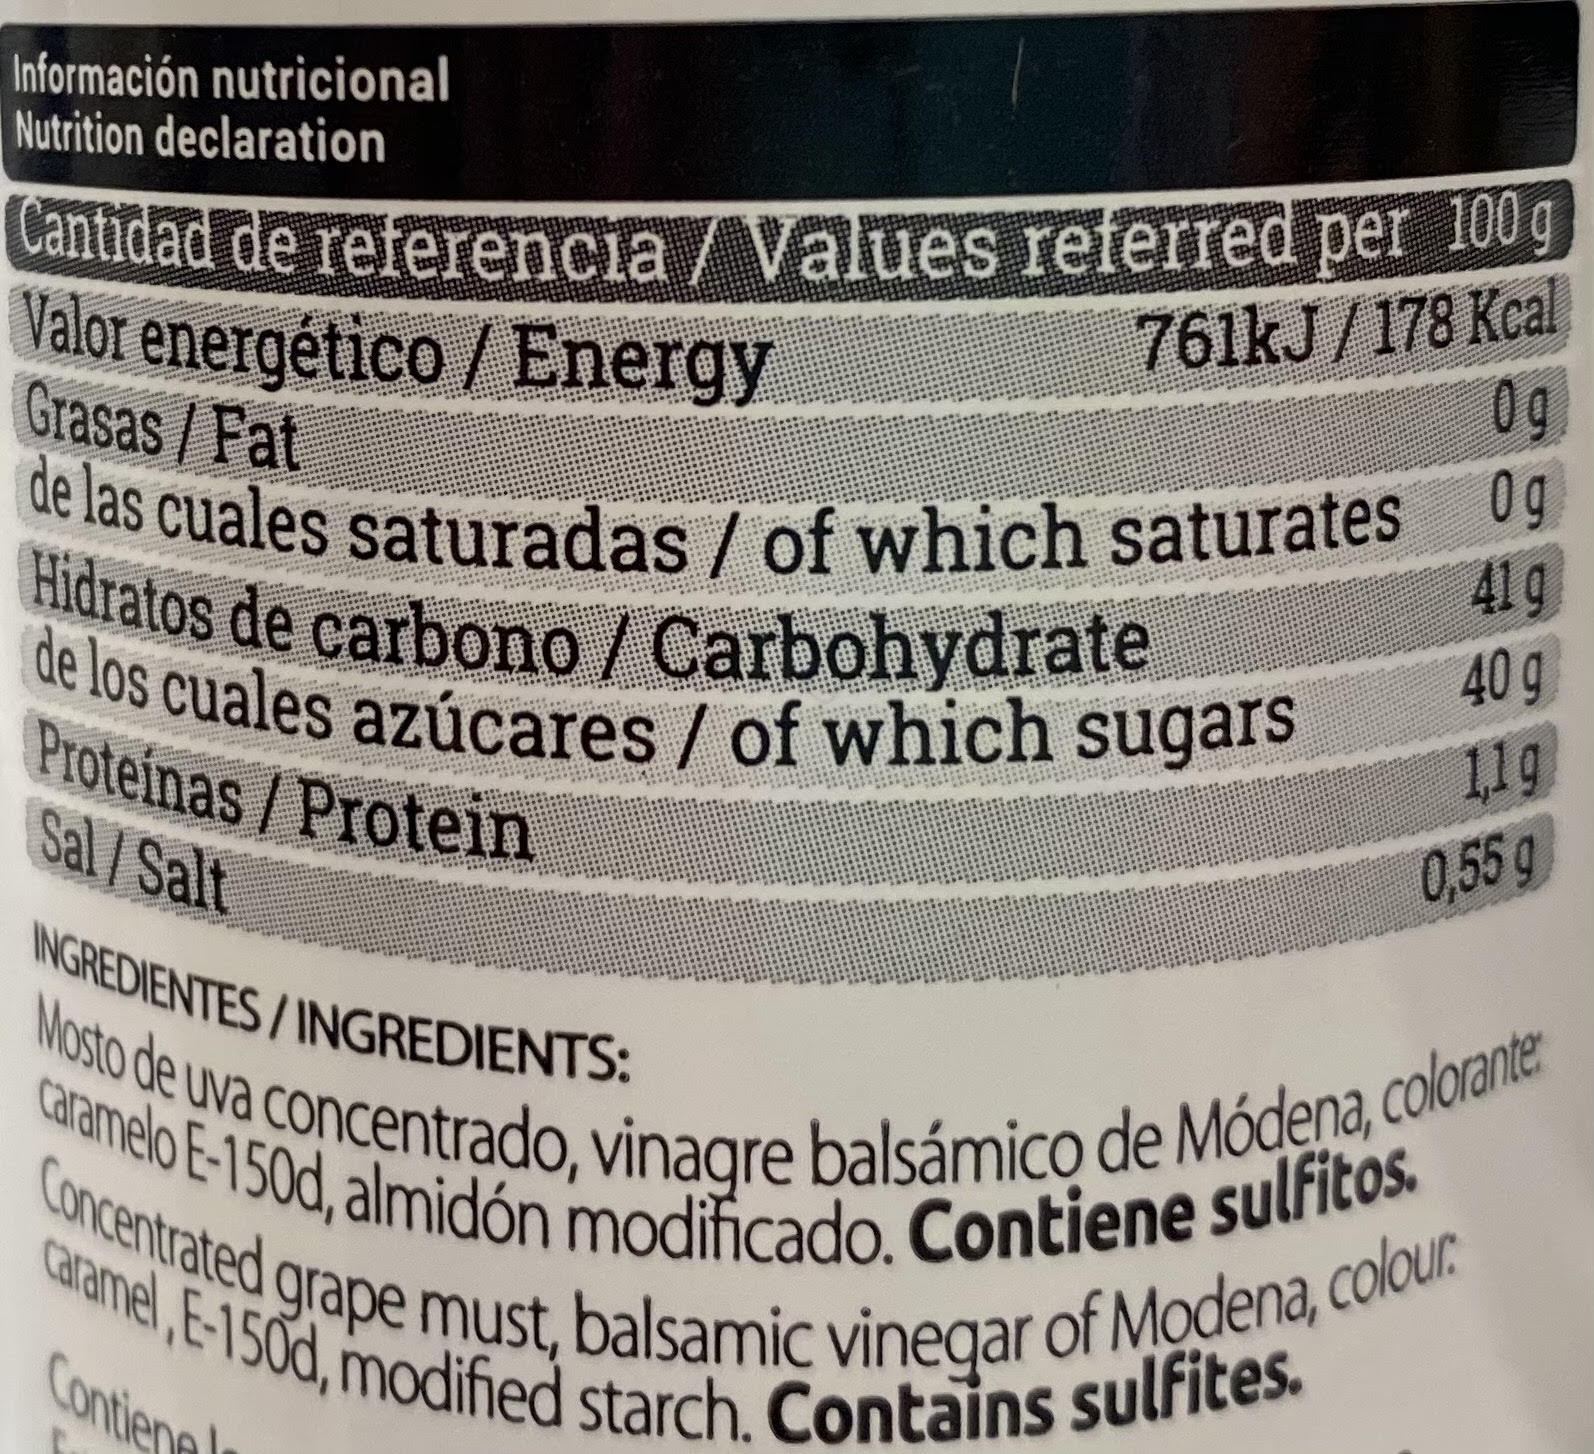 Información nutricional
Nutrition declaration
Cantidad de referencia / Values referred per 100 g
Valor energético / Energy 761kJ / 178 Kcal
Grasas / Fat 0 g
de las cuales saturadas / of which saturates 0 g
Hidratos de carbono / Carbohydrate 41 g
de los cuales azúcares / of which sugars 40 g
Proteínas / Protein 1,1 g
Sal / Salt 0,55 g
INGREDIENTES / INGREDIENTS:
Mosto de uva concentrado, vinagre balsámico de Módena, colorante:
caramelo E-150d, almidón modificado. Contiene sulfitos.
Concentrated grape must, balsamic vinegar of Modena, colour:
caramel , E-150d, modified starch. Contains sulfites.
Contiene